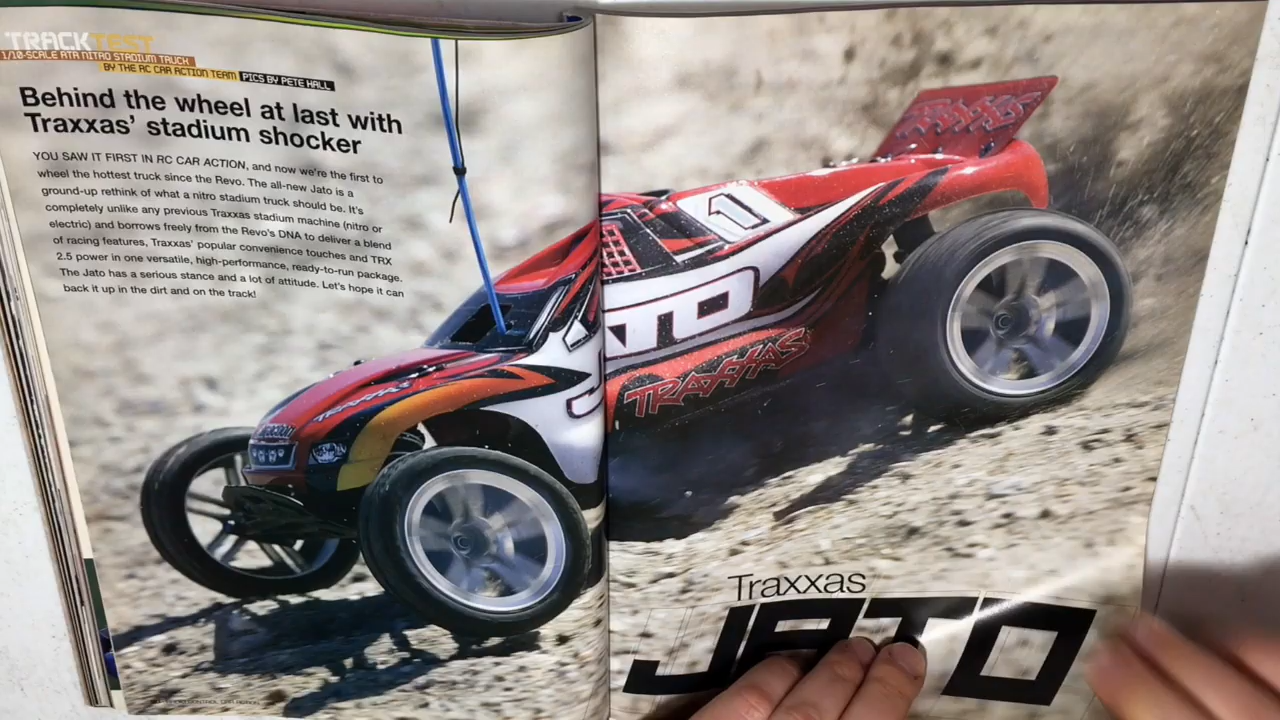 TRACKTEST
1/10-SCALE RTR NITRO STADIUM TRUCK
BY THE RC CAR ACTION TEAM PICS BY PETE HALL
Behind the wheel at last with
Traxxas’ stadium shocker
YOU SAW IT FIRST IN RC CAR ACTION, and now we're the first to
wheel the hottest truck since the Revo. The all-new Jato is a
ground-up rethink of what a nitro stadium truck should be. It's
completely unlike any previous Traxxas stadium machine (nitro or
electric) and borrows freely from the Revo's DNA to deliver a blend
of racing features, Traxxas' popular convenience touches and TRX
2.5 power in one versatile, high-performance, ready-to-run package.
The Jato has a serious stance and a lot of attitude. Let's hope it can
back it up in the dirt and on the track!
TRAXXAS
1
JATO
TRAXXAS
TRAXXAS
Traxxas
JATO